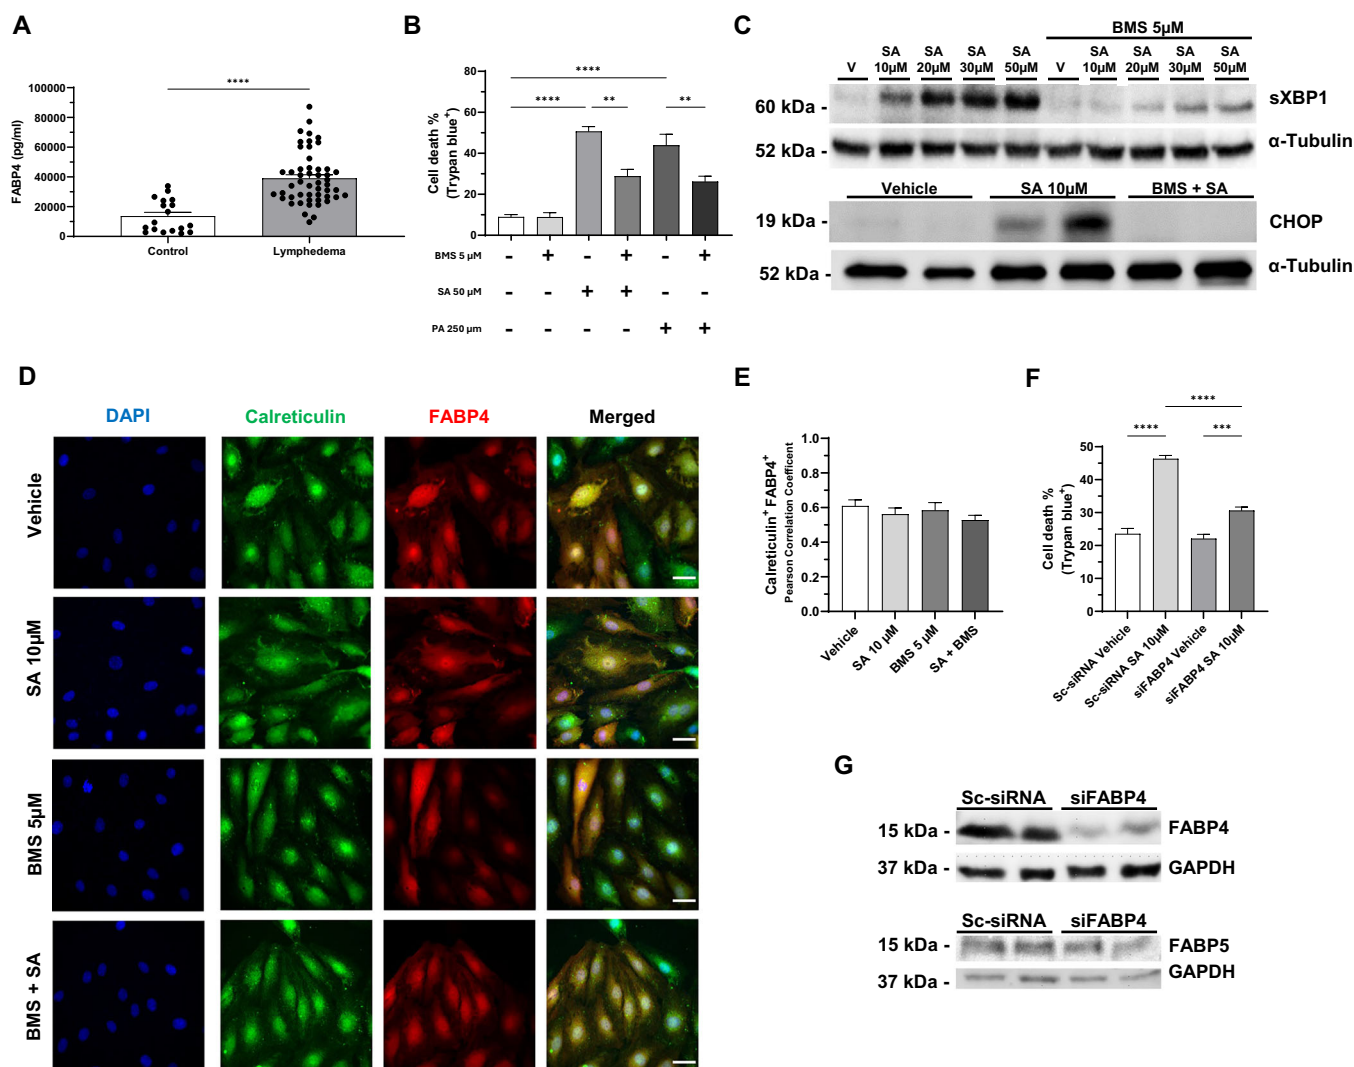 A
****
FABP4 (pg/ml)
100000
80000
60000
40000
20000
0
Control
Lymphedema
B
Cell death %
(Trypan blue⁺)
80
60
40
20
0
****
**** ** **
BMS 5 µM - + - + - +
SA 50 µM - - + + - -
PA 250 µm - - - - + +
C
BMS 5µM
V SA 10µM SA 20µM SA 30µM SA 50µM V SA 10µM SA 20µM SA 30µM SA 50µM
60 kDa - sXBP1
52 kDa - α-Tubulin
Vehicle SA 10µM BMS + SA
19 kDa - CHOP
52 kDa - α-Tubulin
D
DAPI Calreticulin FABP4 Merged
Vehicle
SA 10µM
BMS 5µM
BMS + SA
E
Calreticulin⁺ FABP4⁺
Pearson Correlation Coefficent
1.0
0.8
0.6
0.4
0.2
0.0
Vehicle
SA 10 µM
BMS 5 µM
SA + BMS
F
Cell death %
(Trypan blue⁺)
50
40
30
20
10
0
****
**** ***
Sc-siRNA Vehicle
Sc-siRNA SA 10µM
siFABP4 Vehicle
siFABP4 SA 10µM
G
Sc-siRNA siFABP4
15 kDa - FABP4
37 kDa - GAPDH
Sc-siRNA siFABP4
15 kDa - FABP5
37 kDa - GAPDH